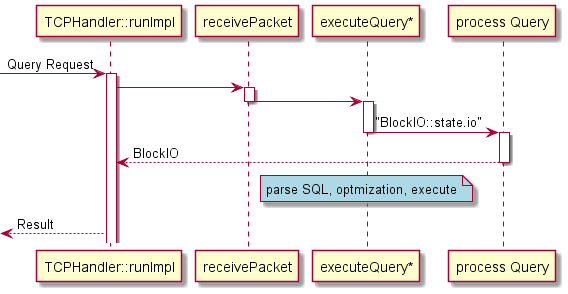 TCPHandler::runImpl
receivePacket
executeQuery*
process Query
Query Request
"BlockIO::state.io"
BlockIO
parse SQL, optmization, execute
Result
TCPHandler::runImpl
receivePacket
executeQuery*
process Query